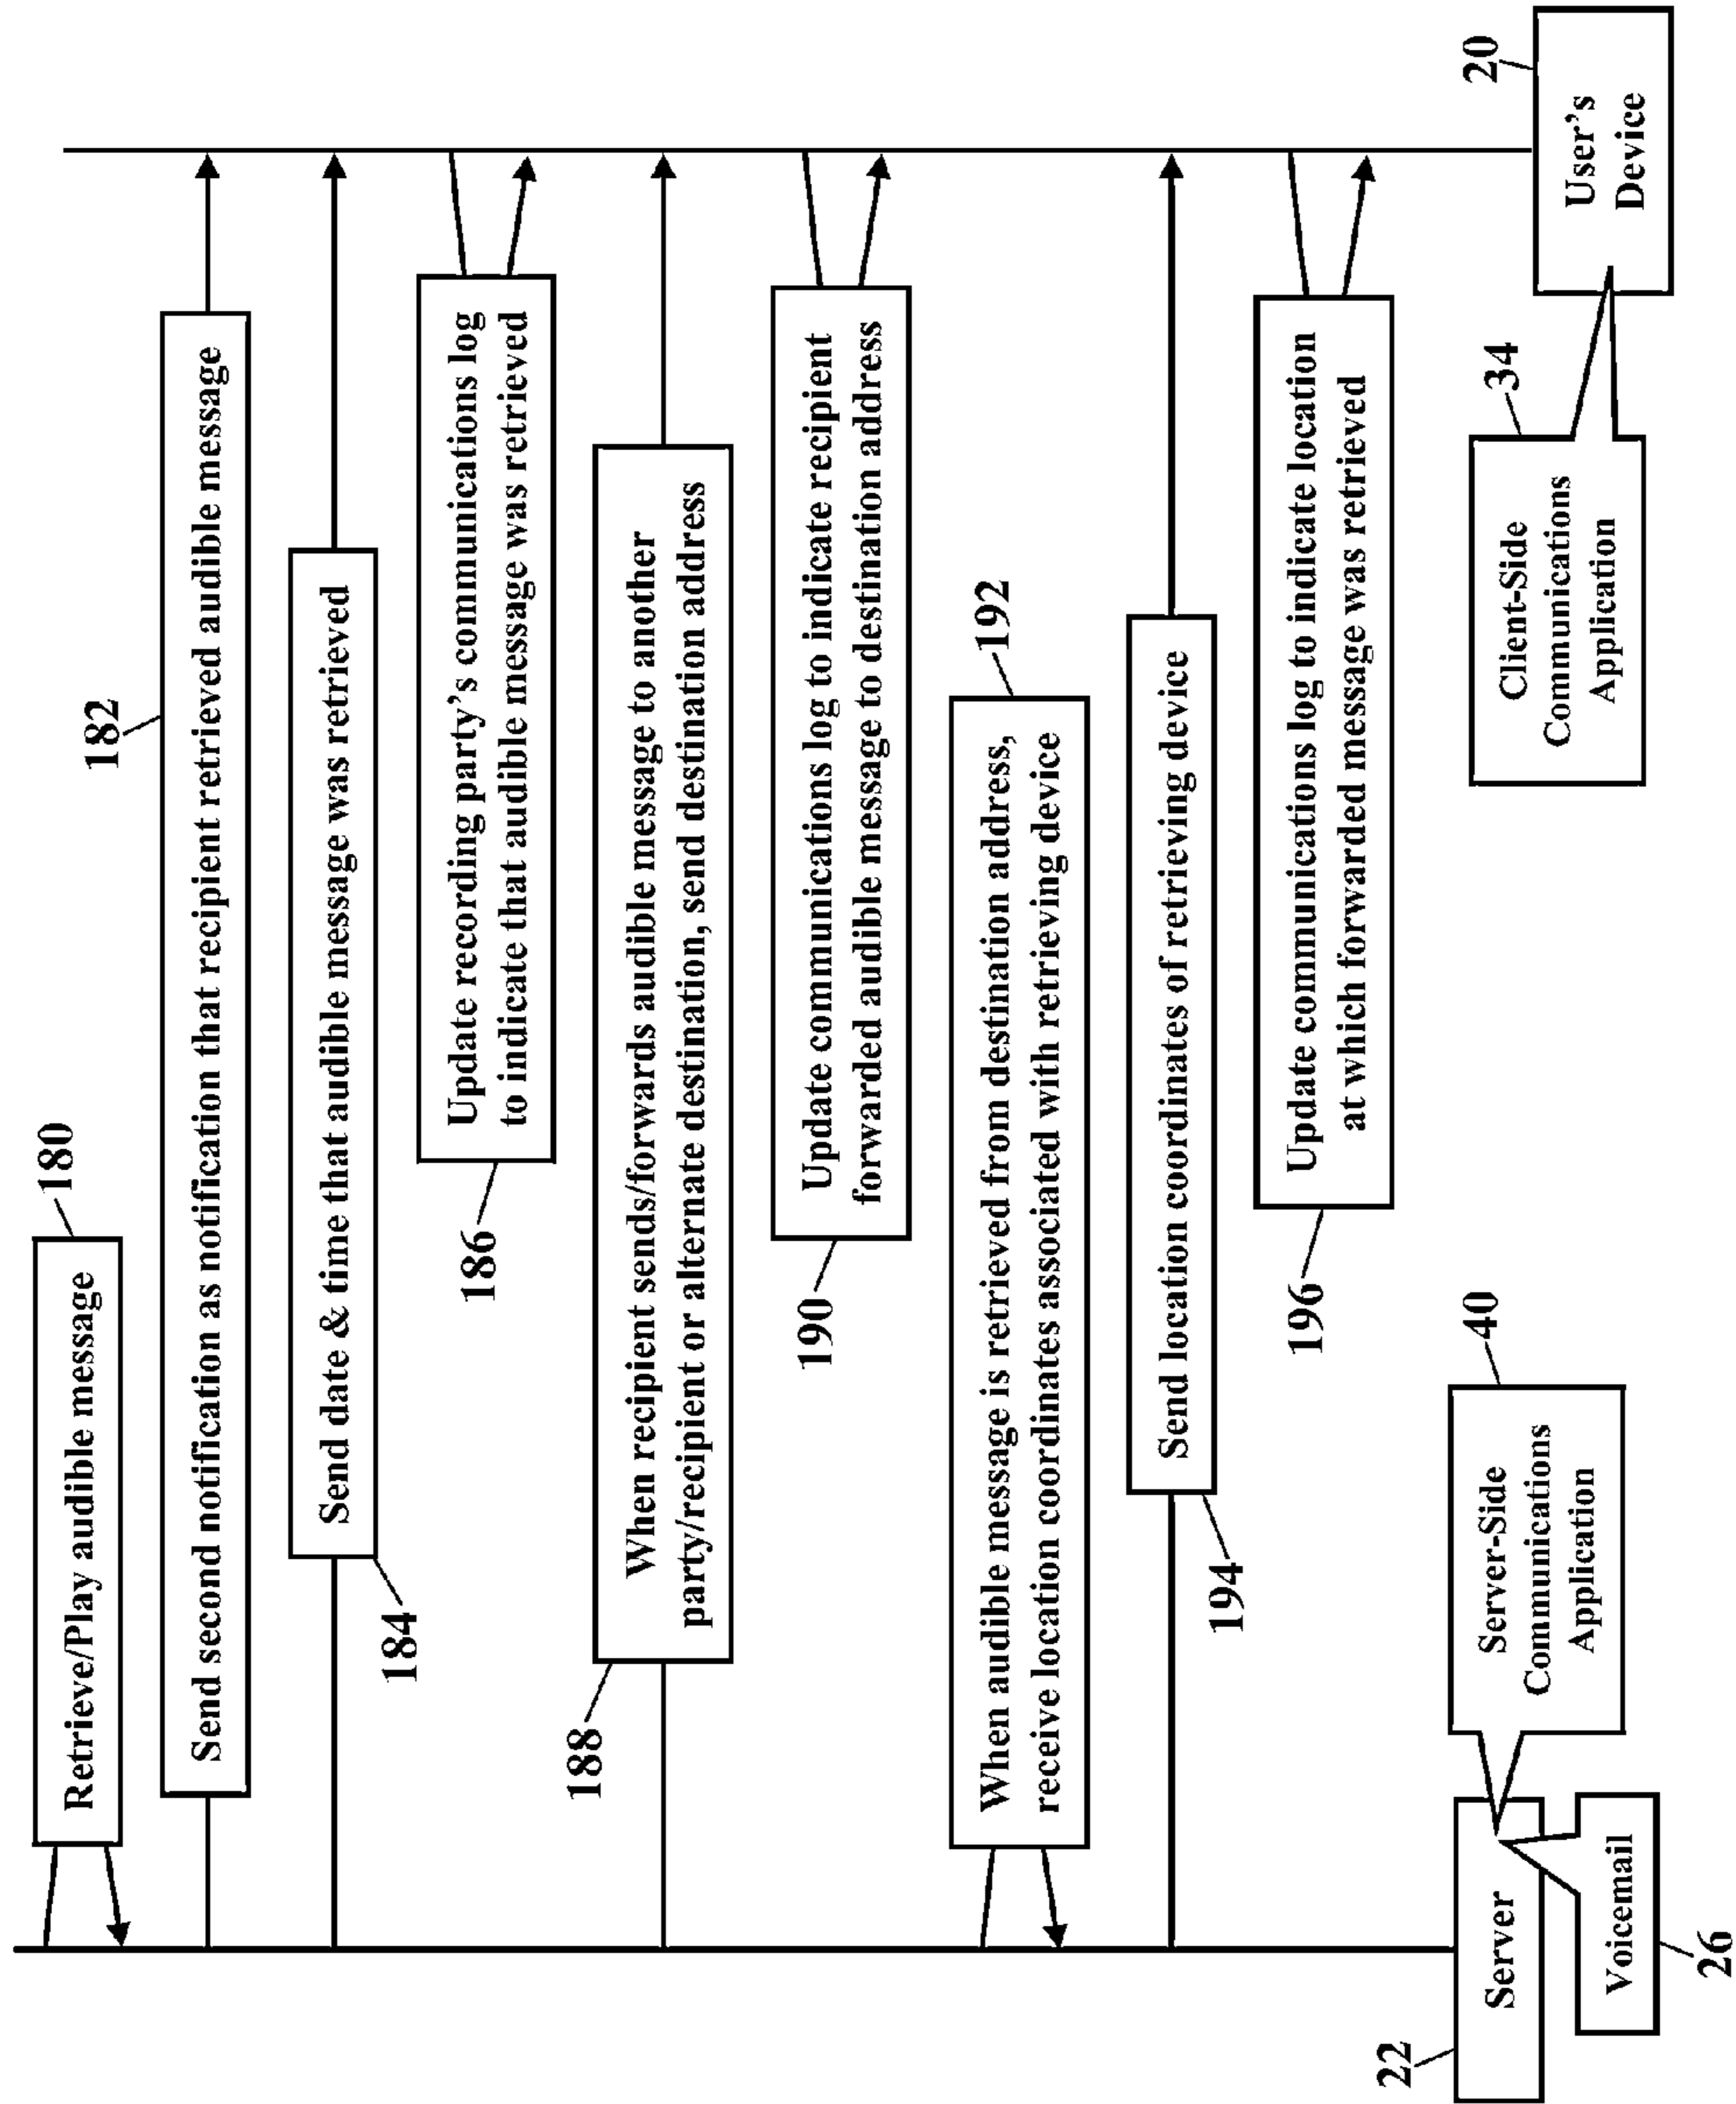 180
Retrieve/Play audible message
182
Send second notification as notification that recipient retrieved audible message
Send date & time that audible message was retrieved
184
Update recording party's communications log
to indicate that audible message was retrieved
186
When recipient sends/forwards audible message to another
party/recipient or alternate destination, send destination address
188
Update communications log to indicate recipient
forwarded audible message to destination address
190
192
When audible message is retrieved from destination address,
receive location coordinates associated with retrieving device
Send location coordinates of retrieving device
194
Update communications log to indicate location
at which forwarded message was retrieved
196
22
Server
Voicemail
26
40
Server-Side
Communications
Application
34
Client-Side
Communications
Application
20
User's
Device